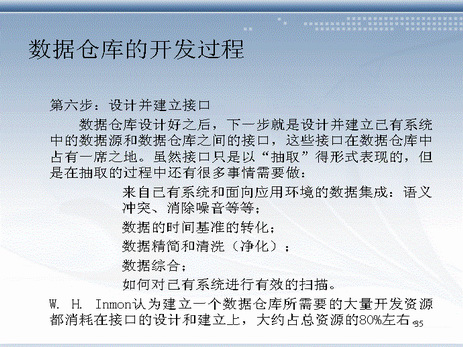 数据仓库的开发过程
第六步：设计并建立接口
数据仓库设计好之后，下一步就是设计并建立己有系统
中的数据源和数据仓库之间的接口，这些接口在数据仓库中
占有一席之地。虽然接口只是以“抽取”得形式表现的，但
是在抽取的过程中还有很多事情需要做：
来自己有系统和面向应用环境的数据集成：语义
冲突、消除噪音等等；
数据的时间基准的转化；
数据精简和清洗（净化）；
数据综合；
如何对己有系统进行有效的扫描。
W. H. Inmon认为建立一个数据仓库所需要的大量开发资源
都消耗在接口的设计和建立上，大约占总资源的80%左右。
35